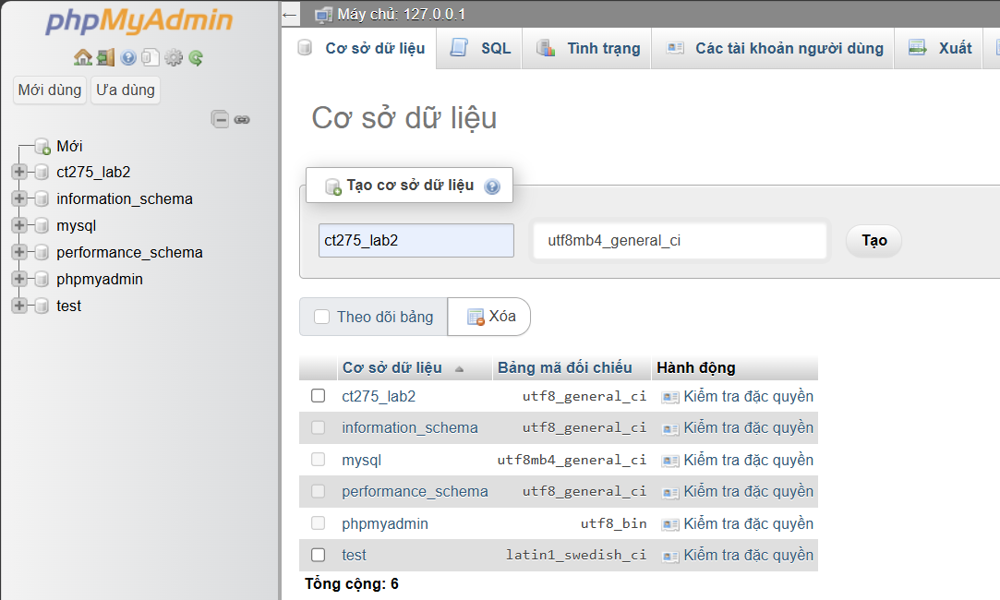 phpMyAdmin
Mới dùng Ưa dùng
Mới
ct275_lab2
information_schema
mysql
performance_schema
phpmyadmin
test
Máy chủ: 127.0.0.1
Cơ sở dữ liệu SQL Tình trạng Các tài khoản người dùng Xuất
Cơ sở dữ liệu
Tạo cơ sở dữ liệu
ct275_lab2 utf8mb4_general_ci Tạo
Theo dõi bảng Xóa
Cơ sở dữ liệu Bảng mã đối chiếu Hành động
ct275_lab2 utf8_general_ci Kiểm tra đặc quyền
information_schema utf8_general_ci Kiểm tra đặc quyền
mysql utf8mb4_general_ci Kiểm tra đặc quyền
performance_schema utf8_general_ci Kiểm tra đặc quyền
phpmyadmin utf8_bin Kiểm tra đặc quyền
test latin1_swedish_ci Kiểm tra đặc quyền
Tổng cộng: 6